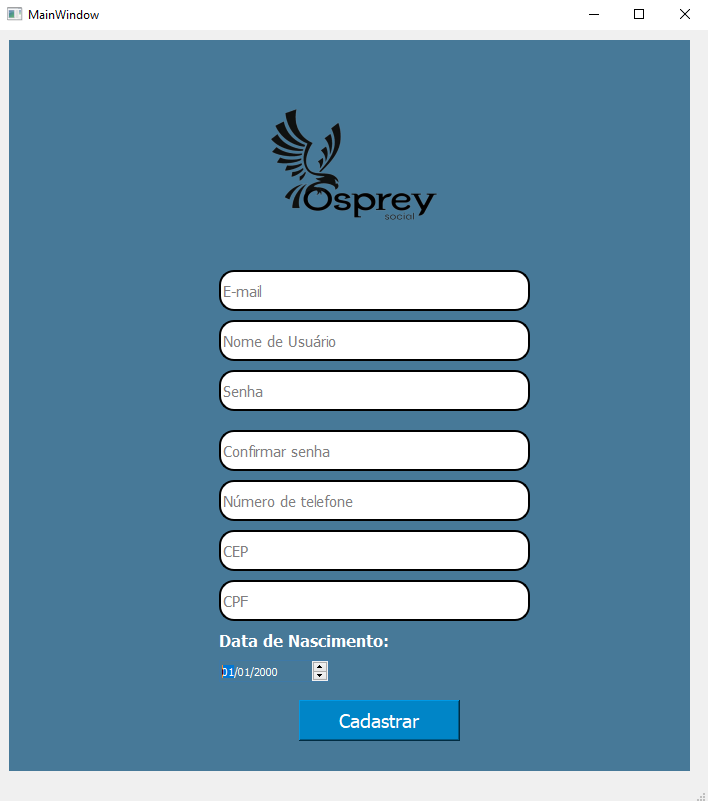 MainWindow
Osprey
social
E-mail
Nome de Usuário
Senha
Confirmar senha
Número de telefone
CEP
CPF
Data de Nascimento:
01/01/2000
Cadastrar